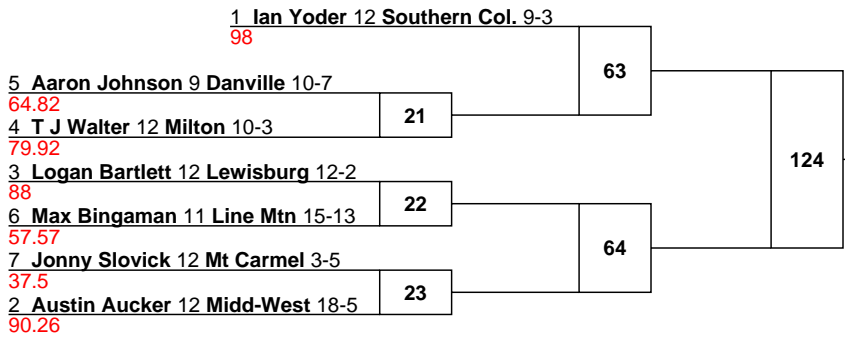 1 Ian Yoder 12 Southern Col. 9-3
98
63
5 Aaron Johnson 9 Danville 10-7
64.82
21
4 T J Walter 12 Milton 10-3
79.92
124
3 Logan Bartlett 12 Lewisburg 12-2
88
22
6 Max Bingaman 11 Line Mtn 15-13
57.57
64
7 Jonny Slovick 12 Mt Carmel 3-5
37.5
23
2 Austin Aucker 12 Midd-West 18-5
90.26